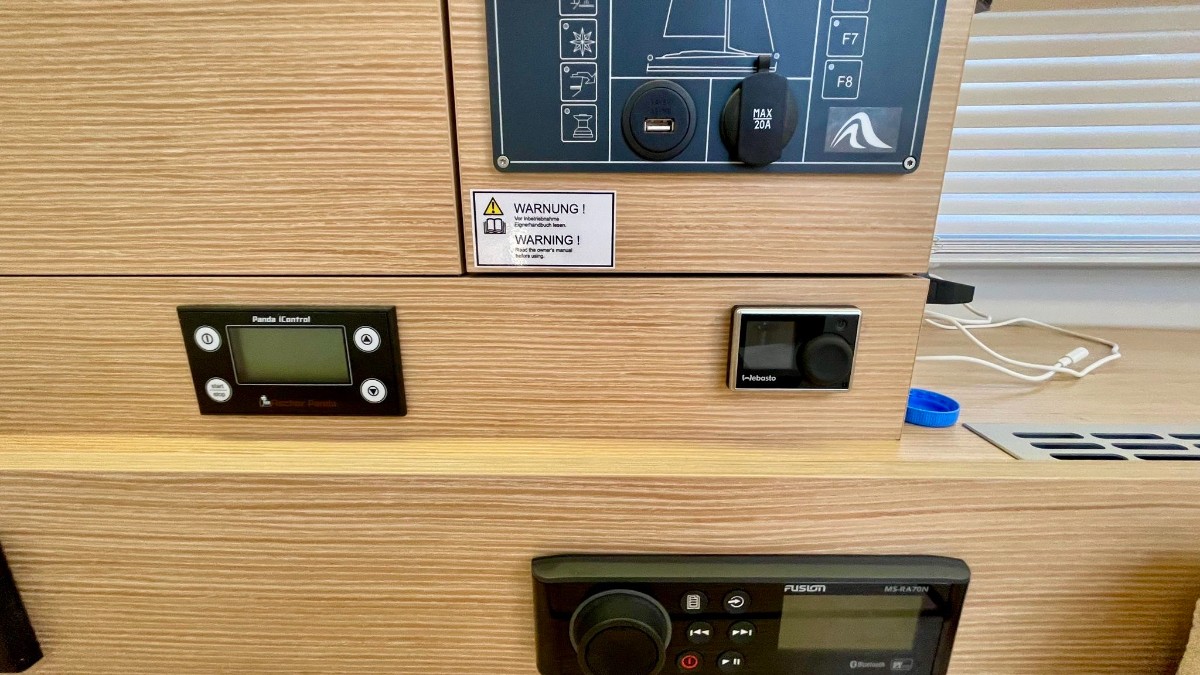 F7
F8
MAX
20A
WARNUNG !
Vor Inbetriebnahme
Eignerhandbuch lesen.
WARNING !
Read the owner's manual
before using.
Panda iControl
start
stop
Fischer Panda
Webasto
FUSION
MS-RA70N
Bluetooth